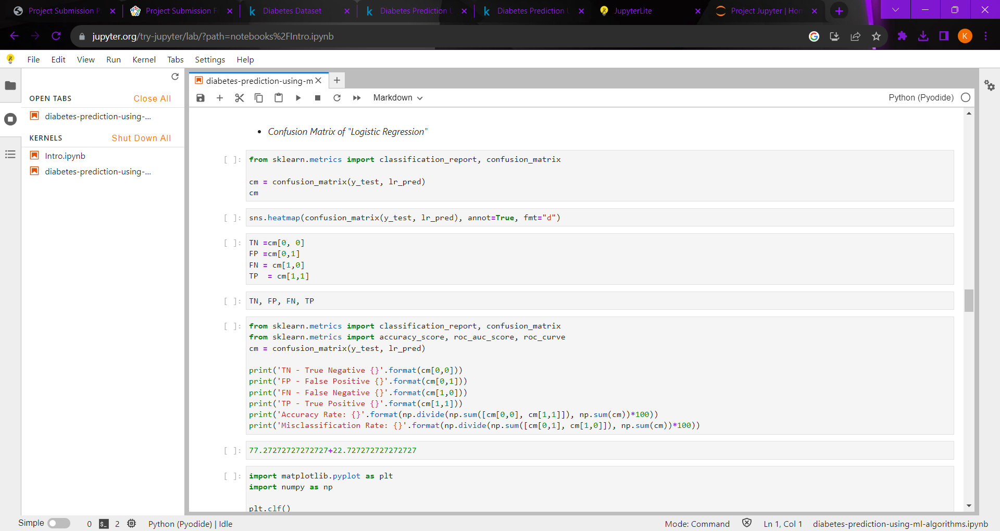 Project Submission P
Project Submission F
Diabetes Dataset
Diabetes Prediction U
Diabetes Prediction U
JupyterLite
Project Jupyter | Hom
jupyter.org/try-jupyter/lab/?path=notebooks%2FIntro.ipynb
K
File Edit View Run Kernel Tabs Settings Help
OPEN TABS Close All
diabetes-prediction-using-...
KERNELS Shut Down All
Intro.ipynb
diabetes-prediction-using-...
diabetes-prediction-using-m
Markdown
Python (Pyodide)
• Confusion Matrix of "Logistic Regression"
[ ]: from sklearn.metrics import classification_report, confusion_matrix
cm = confusion_matrix(y_test, lr_pred)
cm
[ ]: sns.heatmap(confusion_matrix(y_test, lr_pred), annot=True, fmt="d")
[ ]: TN =cm[0, 0]
FP =cm[0,1]
FN = cm[1,0]
TP  = cm[1,1]
[ ]: TN, FP, FN, TP
[ ]: from sklearn.metrics import classification_report, confusion_matrix
from sklearn.metrics import accuracy_score, roc_auc_score, roc_curve
cm = confusion_matrix(y_test, lr_pred)
print('TN - True Negative {}'.format(cm[0,0]))
print('FP - False Positive {}'.format(cm[0,1]))
print('FN - False Negative {}'.format(cm[1,0]))
print('TP - True Positive {}'.format(cm[1,1]))
print('Accuracy Rate: {}'.format(np.divide(np.sum([cm[0,0], cm[1,1]]), np.sum(cm))*100))
print('Misclassification Rate: {}'.format(np.divide(np.sum([cm[0,1], cm[1,0]]), np.sum(cm))*100))
[ ]: 77.27272727272727+22.727272727272727
[ ]: import matplotlib.pyplot as plt
import numpy as np
plt.clf()
Simple 0 $_ 2 Python (Pyodide) | Idle
Mode: Command Ln 1, Col 1 diabetes-prediction-using-ml-algorithms.ipynb